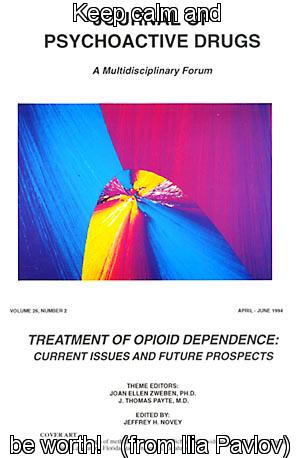 Keep calm and
JOURNAL OF
PSYCHOACTIVE DRUGS
A Multidisciplinary Forum
VOLUME 26, NUMBER 2
APRIL - JUNE 1994
TREATMENT OF OPIOID DEPENDENCE:
CURRENT ISSUES AND FUTURE PROSPECTS
THEME EDITORS:
JOAN ELLEN ZWEBEN, PH.D.
J. THOMAS PAYTE, M.D.
EDITED BY:
JEFFREY H. NOVEY
COVER ART
be worth! (from Ilia Pavlov)